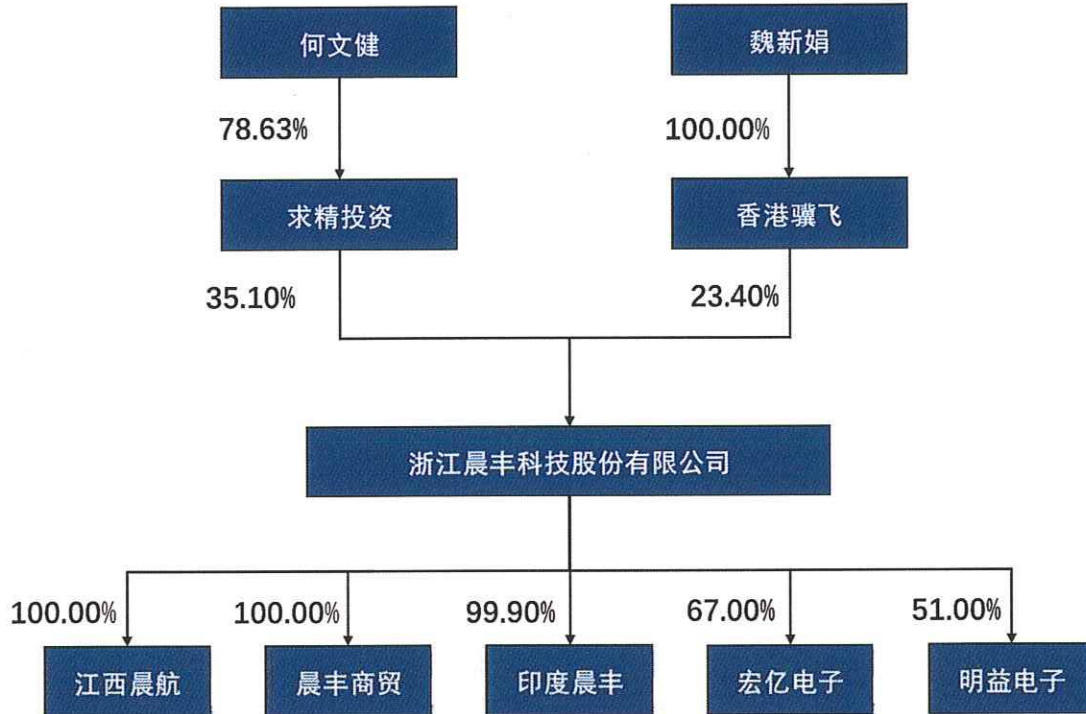 何文健
魏新娟
78.63%
100.00%
求精投资
香港骥飞
35.10%
23.40%
浙江晨丰科技股份有限公司
100.00%
100.00%
99.90%
67.00%
51.00%
江西晨航
晨丰商贸
印度晨丰
宏亿电子
明益电子